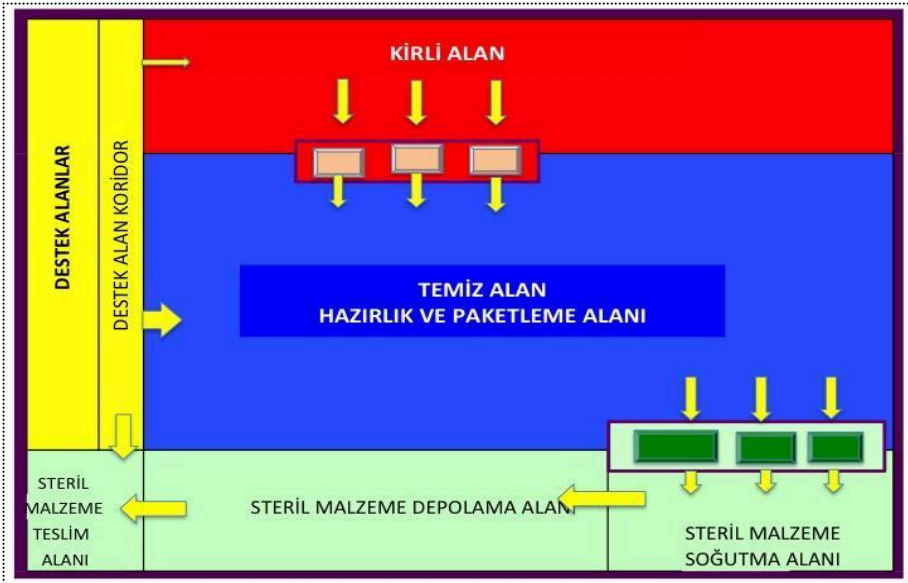 KİRLİ ALAN
DESTEK ALANLAR
DESTEK ALAN KORİDOR
TEMİZ ALAN
HAZIRLIK VE PAKETLEME ALANI
STERİL
MALZEME
TESLİM
ALANI
STERİL MALZEME DEPOLAMA ALANI
STERİL MALZEME
SOĞUTMA ALANI